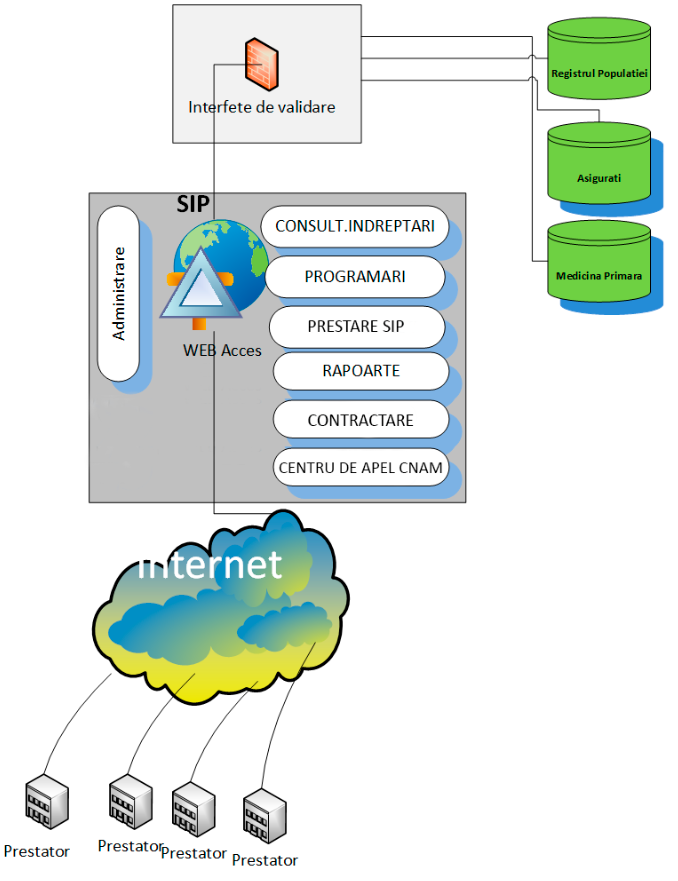 Interfete de validare
Registrul Populatiei
Asigurati
Medicina Primara
SIP
Administrare
WEB Acces
CONSULT.INDREPTARI
PROGRAMARI
PRESTARE SIP
RAPOARTE
CONTRACTARE
CENTRU DE APEL CNAM
Internet
Prestator
Prestator
Prestator
Prestator